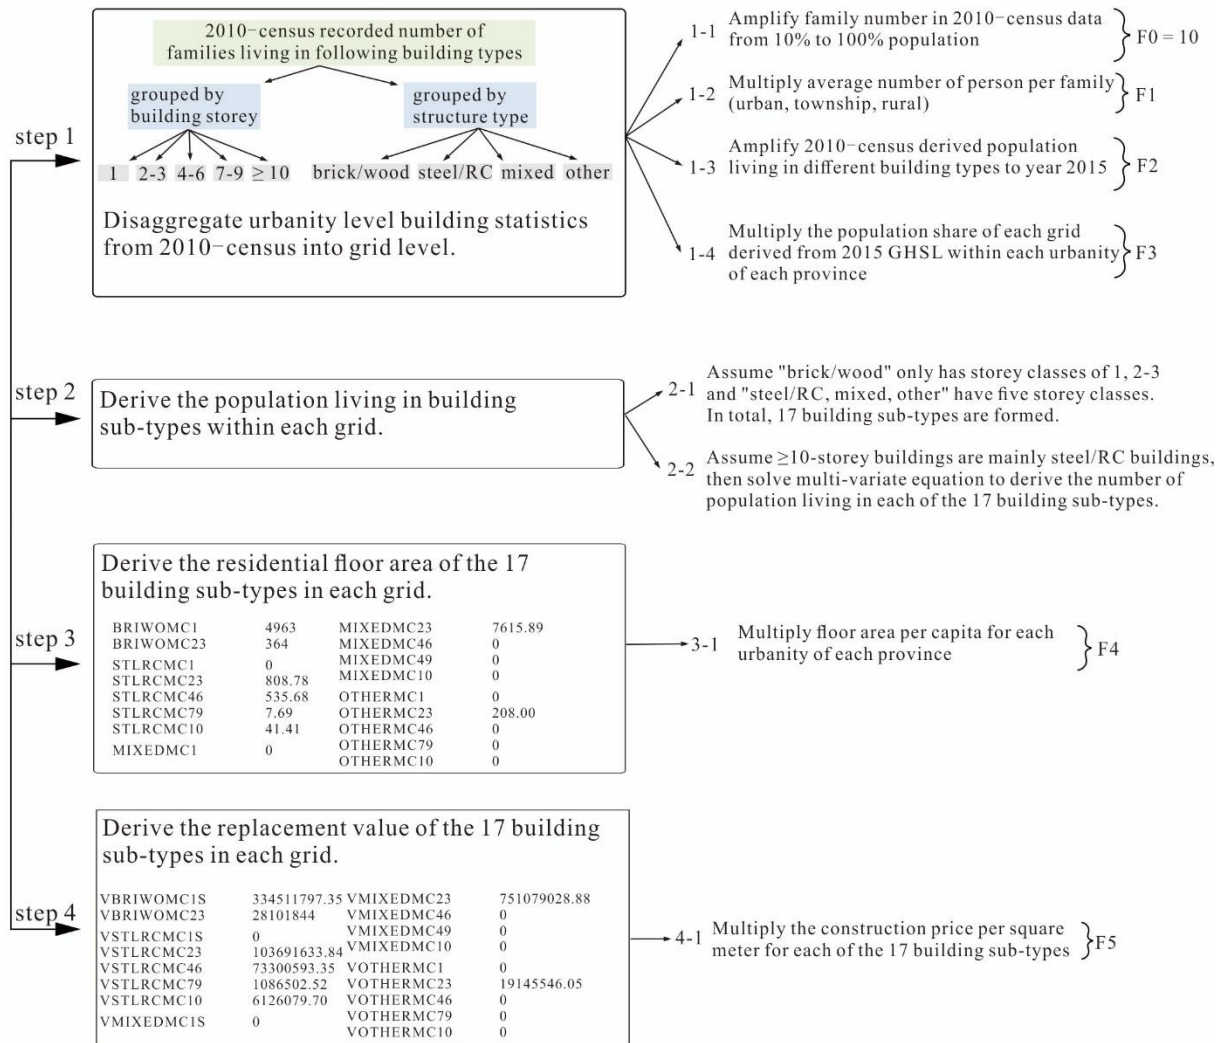 step 1
2010-census recorded number of
families living in following building types
grouped by
building storey
grouped by
structure type
1 2-3 4-6 7-9 ≥ 10 brick/wood steel/RC mixed other
Disaggregate urbanity level building statistics
from 2010-census into grid level.
1-1 Amplify family number in 2010-census data
from 10% to 100% population
F0 = 10
1-2 Multiply average number of person per family
(urban, township, rural)
F1
1-3 Amplify 2010-census derived population
living in different building types to year 2015
F2
1-4 Multiply the population share of each grid
derived from 2015 GHSL within each urbanity
of each province
F3
step 2
Derive the population living in building
sub-types within each grid.
2-1 Assume "brick/wood" only has storey classes of 1, 2-3
and "steel/RC, mixed, other" have five storey classes.
In total, 17 building sub-types are formed.
2-2 Assume ≥10-storey buildings are mainly steel/RC buildings,
then solve multi-variate equation to derive the number of
population living in each of the 17 building sub-types.
step 3
Derive the residential floor area of the 17
building sub-types in each grid.
BRIWOMC1 4963
BRIWOMC23 364
STLRCMC1 0
STLRCMC23 808.78
STLRCMC46 535.68
STLRCMC79 7.69
STLRCMC10 41.41
MIXEDMC1 0
MIXEDMC23 7615.89
MIXEDMC46 0
MIXEDMC49 0
MIXEDMC10 0
OTHERMC1 0
OTHERMC23 208.00
OTHERMC46 0
OTHERMC79 0
OTHERMC10 0
3-1 Multiply floor area per capita for each
urbanity of each province
F4
step 4
Derive the replacement value of the 17 building
sub-types in each grid.
VBRIWOMC1S 334511797.35
VBRIWOMC23 28101844
VSTLRCMC1S 0
VSTLRCMC23 103691633.84
VSTLRCMC46 73300593.35
VSTLRCMC79 1086502.52
VSTLRCMC10 6126079.70
VMIXEDMC1S 0
VMIXEDMC23 751079028.88
VMIXEDMC46 0
VMIXEDMC49 0
VMIXEDMC10 0
VOTHERMC1 0
VOTHERMC23 19145546.05
VOTHERMC46 0
VOTHERMC79 0
VOTHERMC10 0
4-1 Multiply the construction price per square
meter for each of the 17 building sub-types
F5